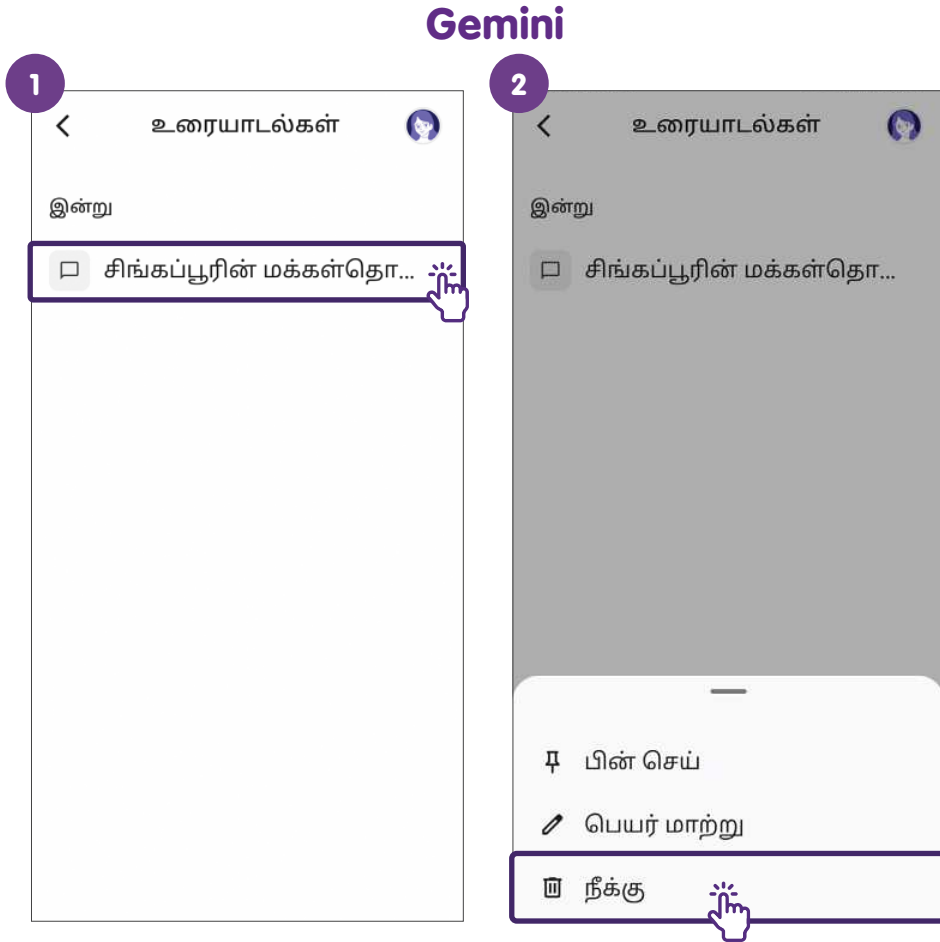 Gemini
1
உரையாடல்கள்
இன்று
சிங்கப்பூரின் மக்கள்தொ...
2
உரையாடல்கள்
இன்று
சிங்கப்பூரின் மக்கள்தொ...
பின் செய்
பெயர் மாற்று
நீக்கு